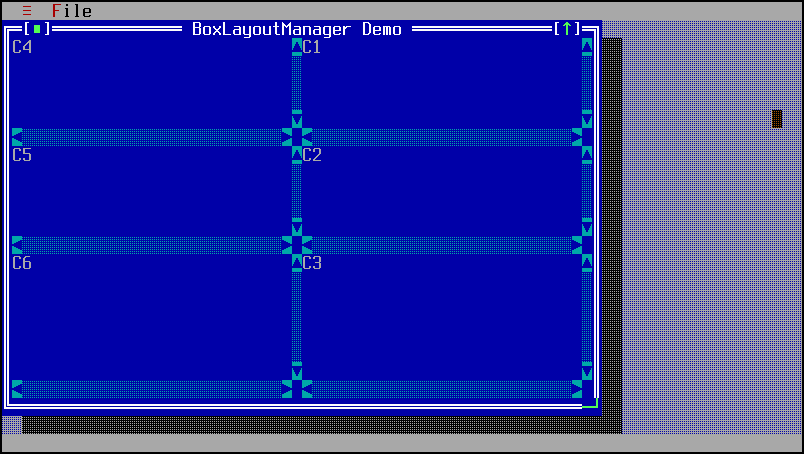 ≡ File
[■] BoxLayoutManager Demo [↑]
C4 C1
C5 C2
C6 C3